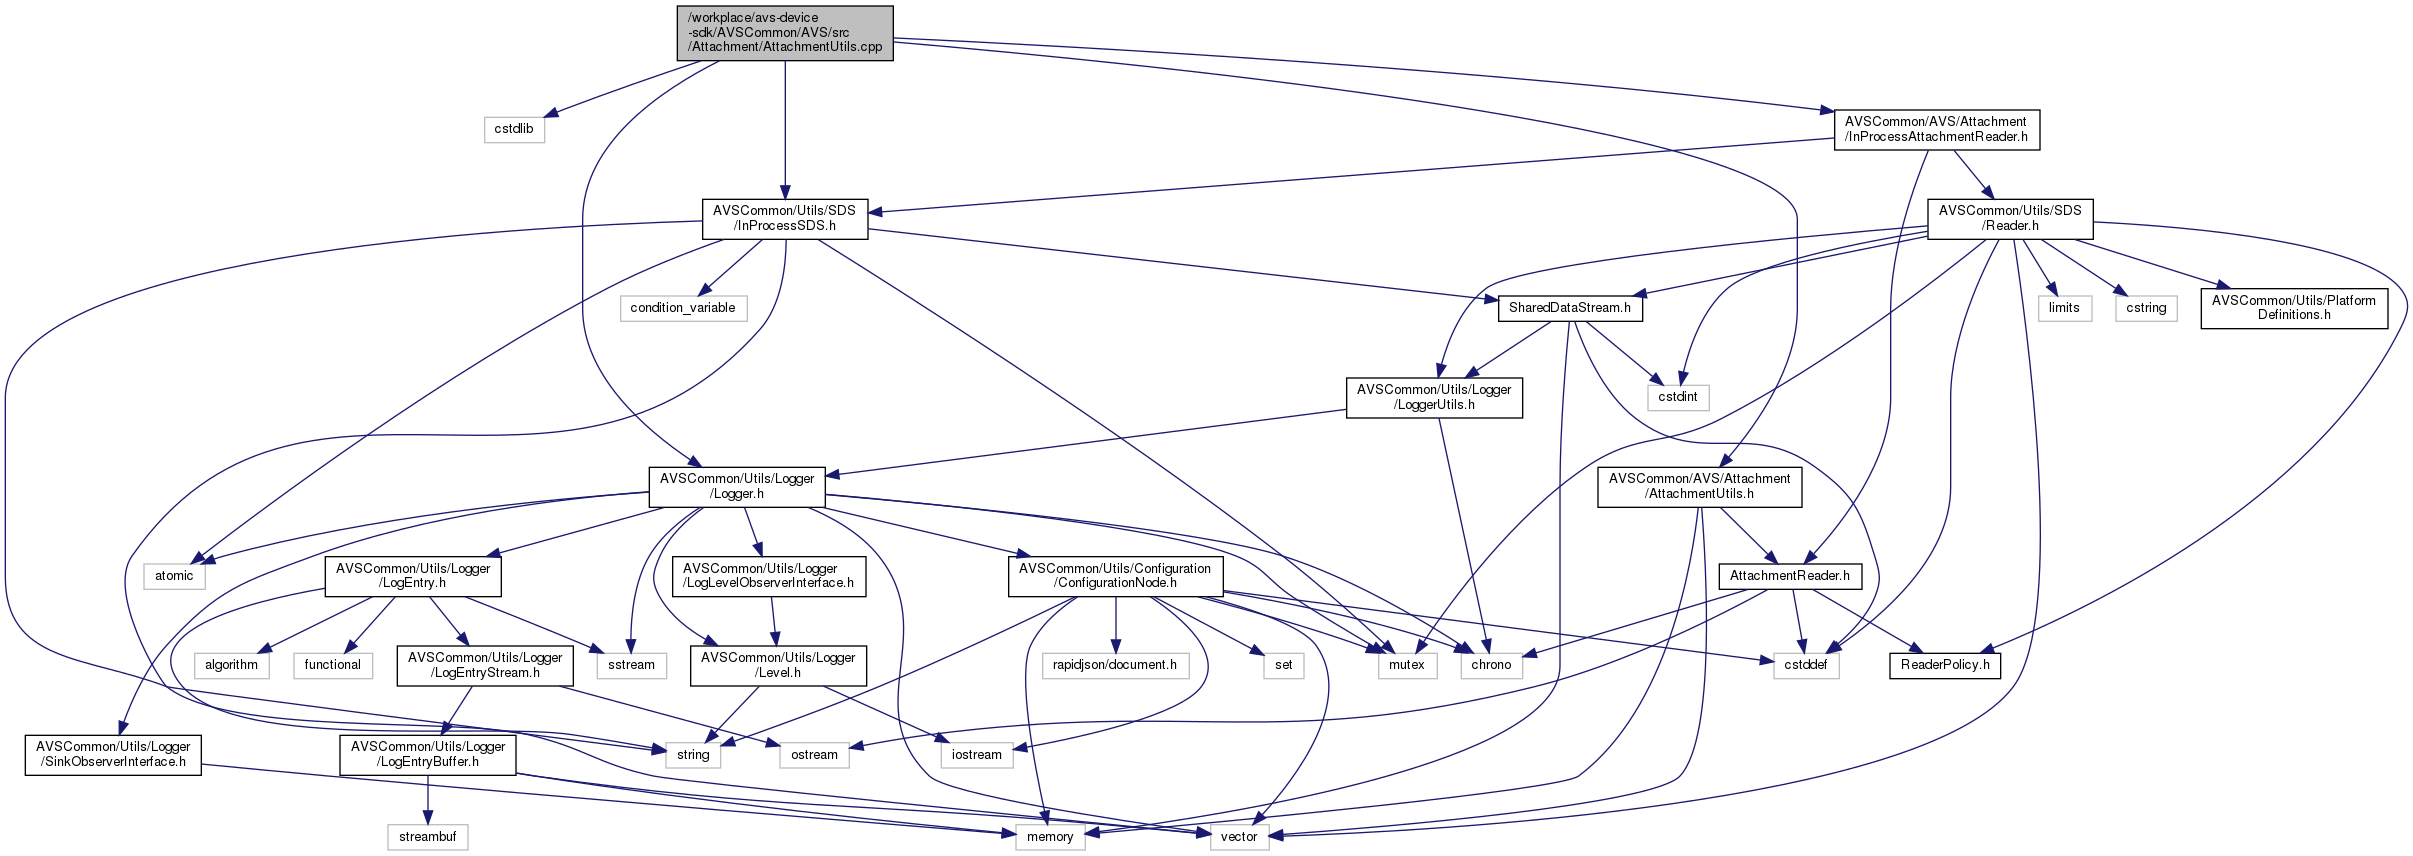 /workplace/avs-device
-sdk/AVSCommon/AVS/src
/Attachment/AttachmentUtils.cpp
cstdlib
AVSCommon/AVS/Attachment
/InProcessAttachmentReader.h
AVSCommon/Utils/SDS
/InProcessSDS.h
AVSCommon/Utils/SDS
/Reader.h
condition_variable
SharedDataStream.h
limits
cstring
AVSCommon/Utils/Platform
Definitions.h
AVSCommon/Utils/Logger
/LoggerUtils.h
cstdint
AVSCommon/Utils/Logger
/Logger.h
AVSCommon/AVS/Attachment
/AttachmentUtils.h
atomic
AVSCommon/Utils/Logger
/LogEntry.h
AVSCommon/Utils/Logger
/LogLevelObserverInterface.h
AVSCommon/Utils/Configuration
/ConfigurationNode.h
AttachmentReader.h
algorithm
functional
AVSCommon/Utils/Logger
/LogEntryStream.h
sstream
AVSCommon/Utils/Logger
/Level.h
rapidjson/document.h
set
mutex
chrono
cstddef
ReaderPolicy.h
AVSCommon/Utils/Logger
/SinkObserverInterface.h
AVSCommon/Utils/Logger
/LogEntryBuffer.h
string
ostream
iostream
streambuf
memory
vector